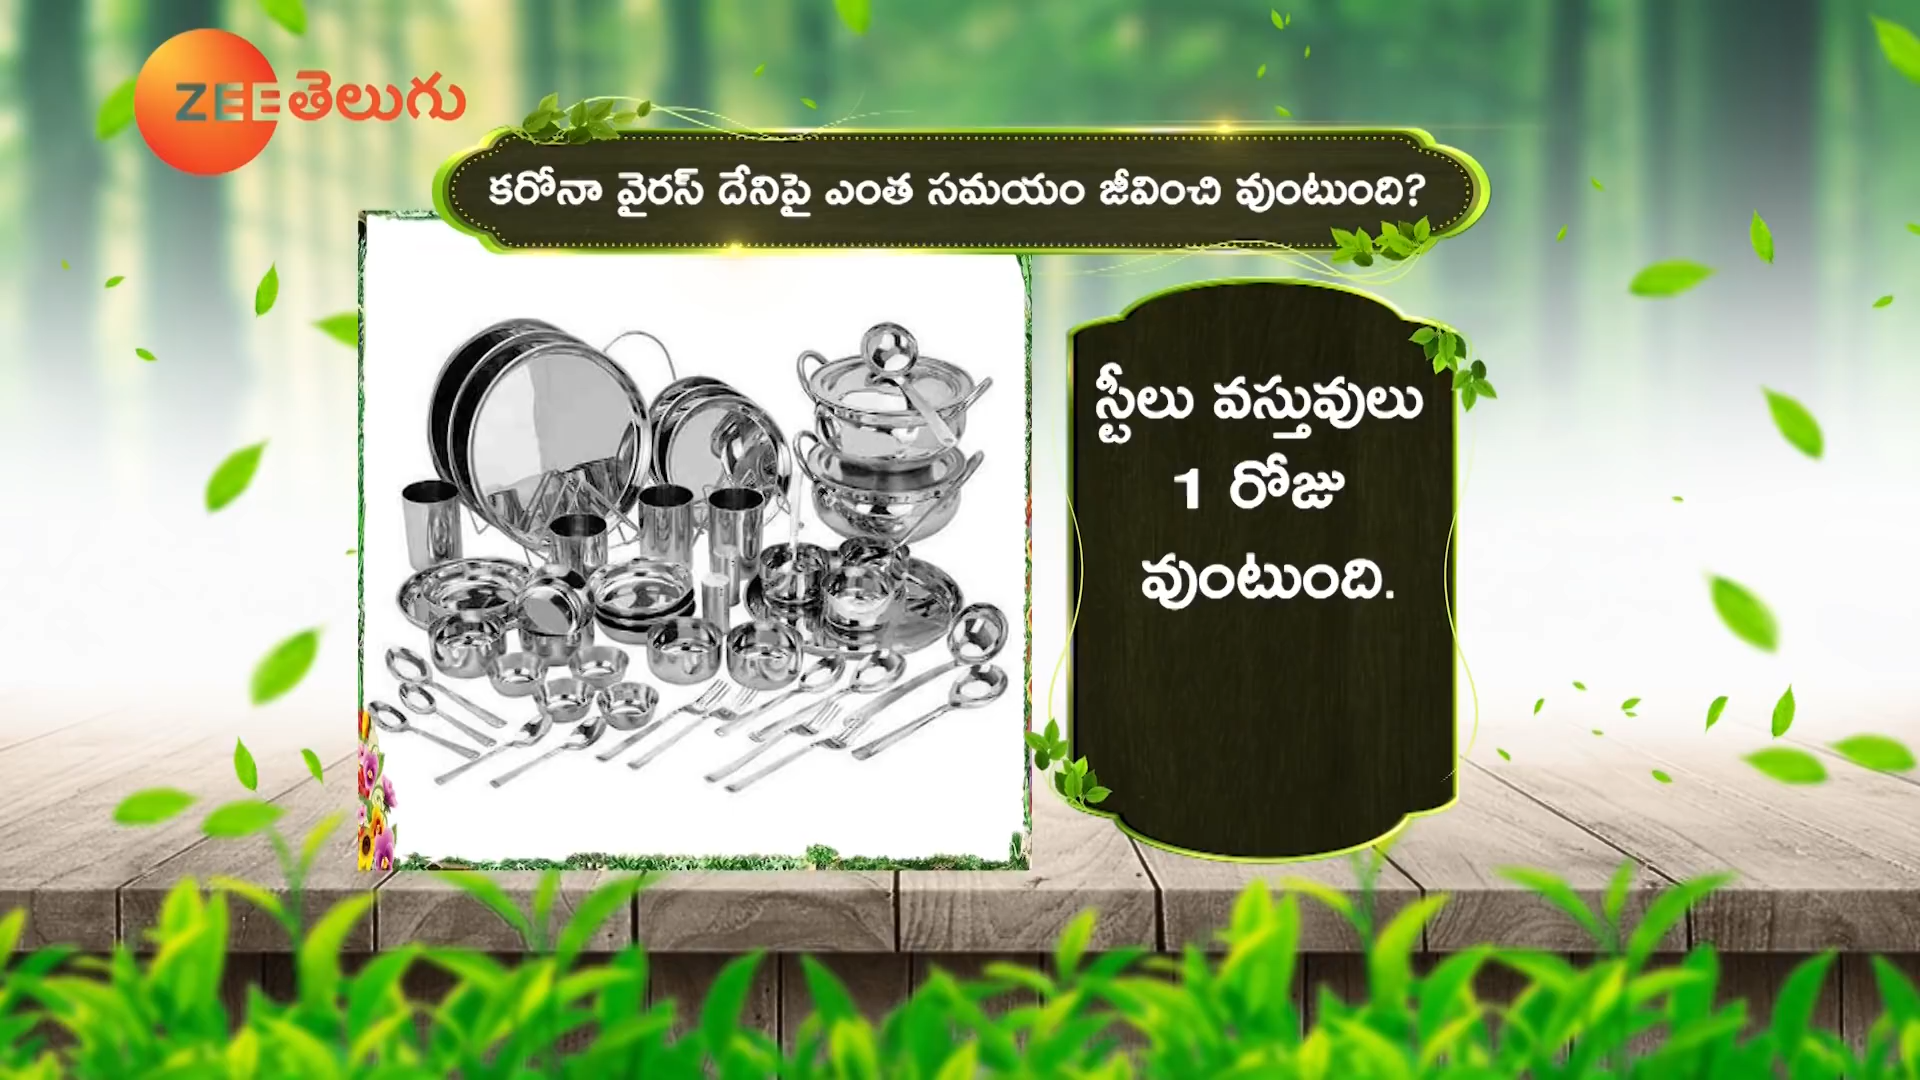 ZEE తెలుగు
కరోనా వైరస్ దేనిపై ఎంత సమయం జీవించి వుంటుంది?
స్టీలు వస్తువులు
1 రోజు
వుంటుంది.